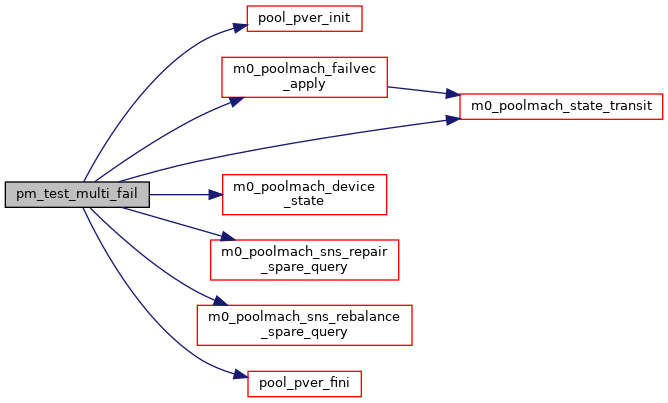 pool_pver_init
m0_poolmach_failvec
_apply
m0_poolmach_state_transit
pm_test_multi_fail
m0_poolmach_device
_state
m0_poolmach_sns_repair
_spare_query
m0_poolmach_sns_rebalance
_spare_query
pool_pver_fini